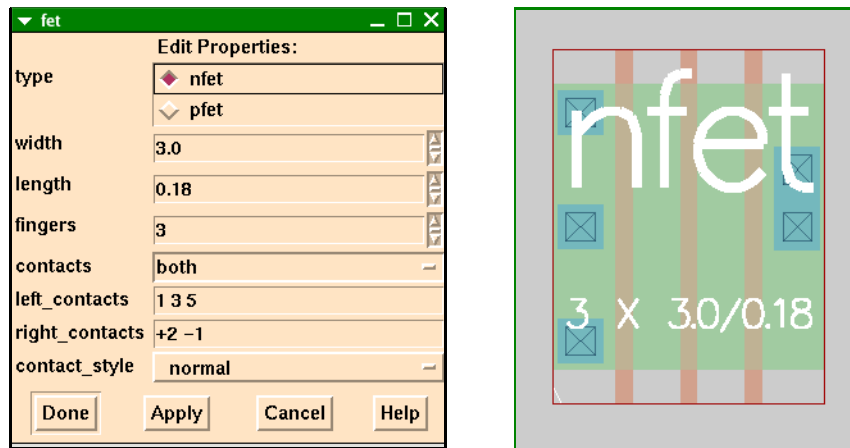 fet
Edit Properties:
type
nfet
pfet
width 3.0
length 0.18
fingers 3
contacts both
left_contacts 1 3 5
right_contacts +2 −1
contact_style normal
Done Apply Cancel Help
nfet
3 X 3.0/0.18